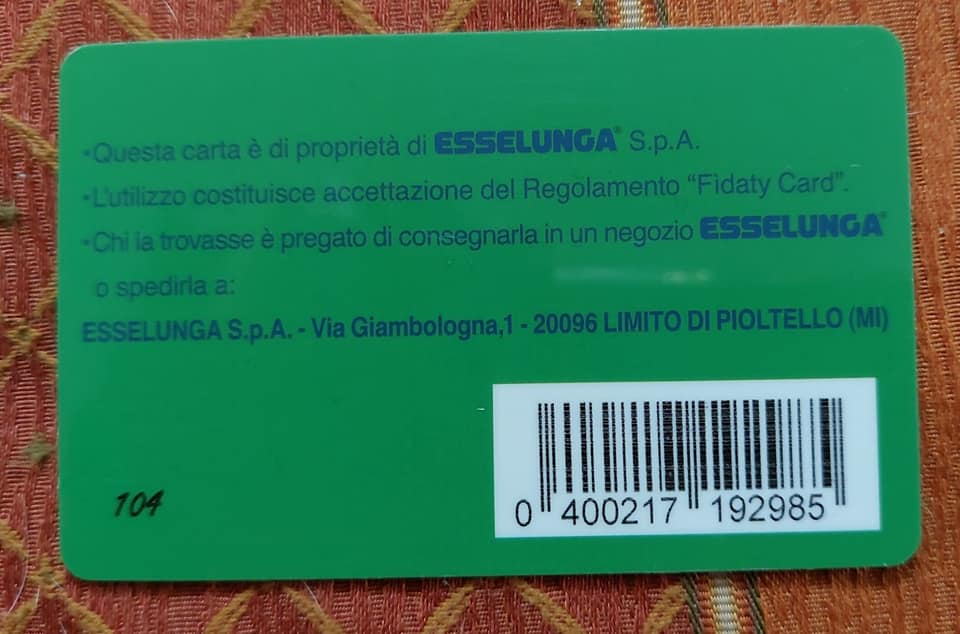 •Questa carta è di proprietà di ESSELUNGA® S.p.A.
•L'utilizzo costituisce accettazione del Regolamento “Fìdaty Card”.
•Chi la trovasse è pregato di consegnarla in un negozio ESSELUNGA®
o spedirla a:
ESSELUNGA S.p.A. - Via Giambologna,1 - 20096 LIMITO DI PIOLTELLO (MI)
104
0 400217 192985